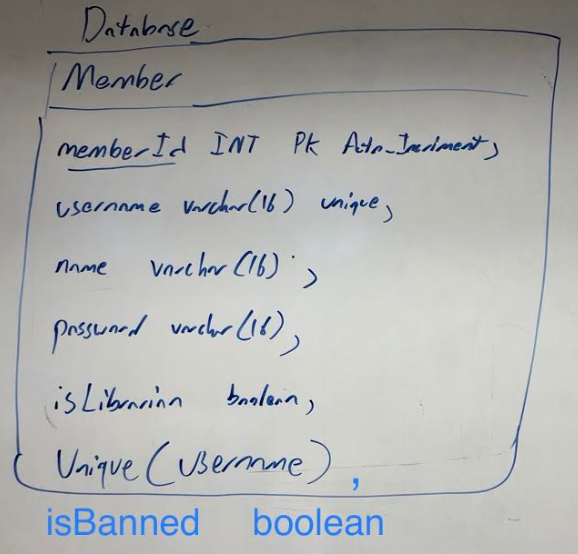 Database
Member
memberId INT PK Auto_Incriment,
username varchar(16) unique,
name varchar(16),
password varchar(16),
isLibrarian boolean,
Unique (Username) ,
isBanned boolean